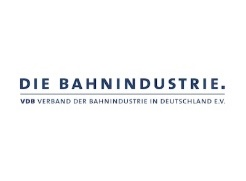 DIE BAHNINDUSTRIE.
VDB VERBAND DER BAHNINDUSTRIE IN DEUTSCHLAND E.V.